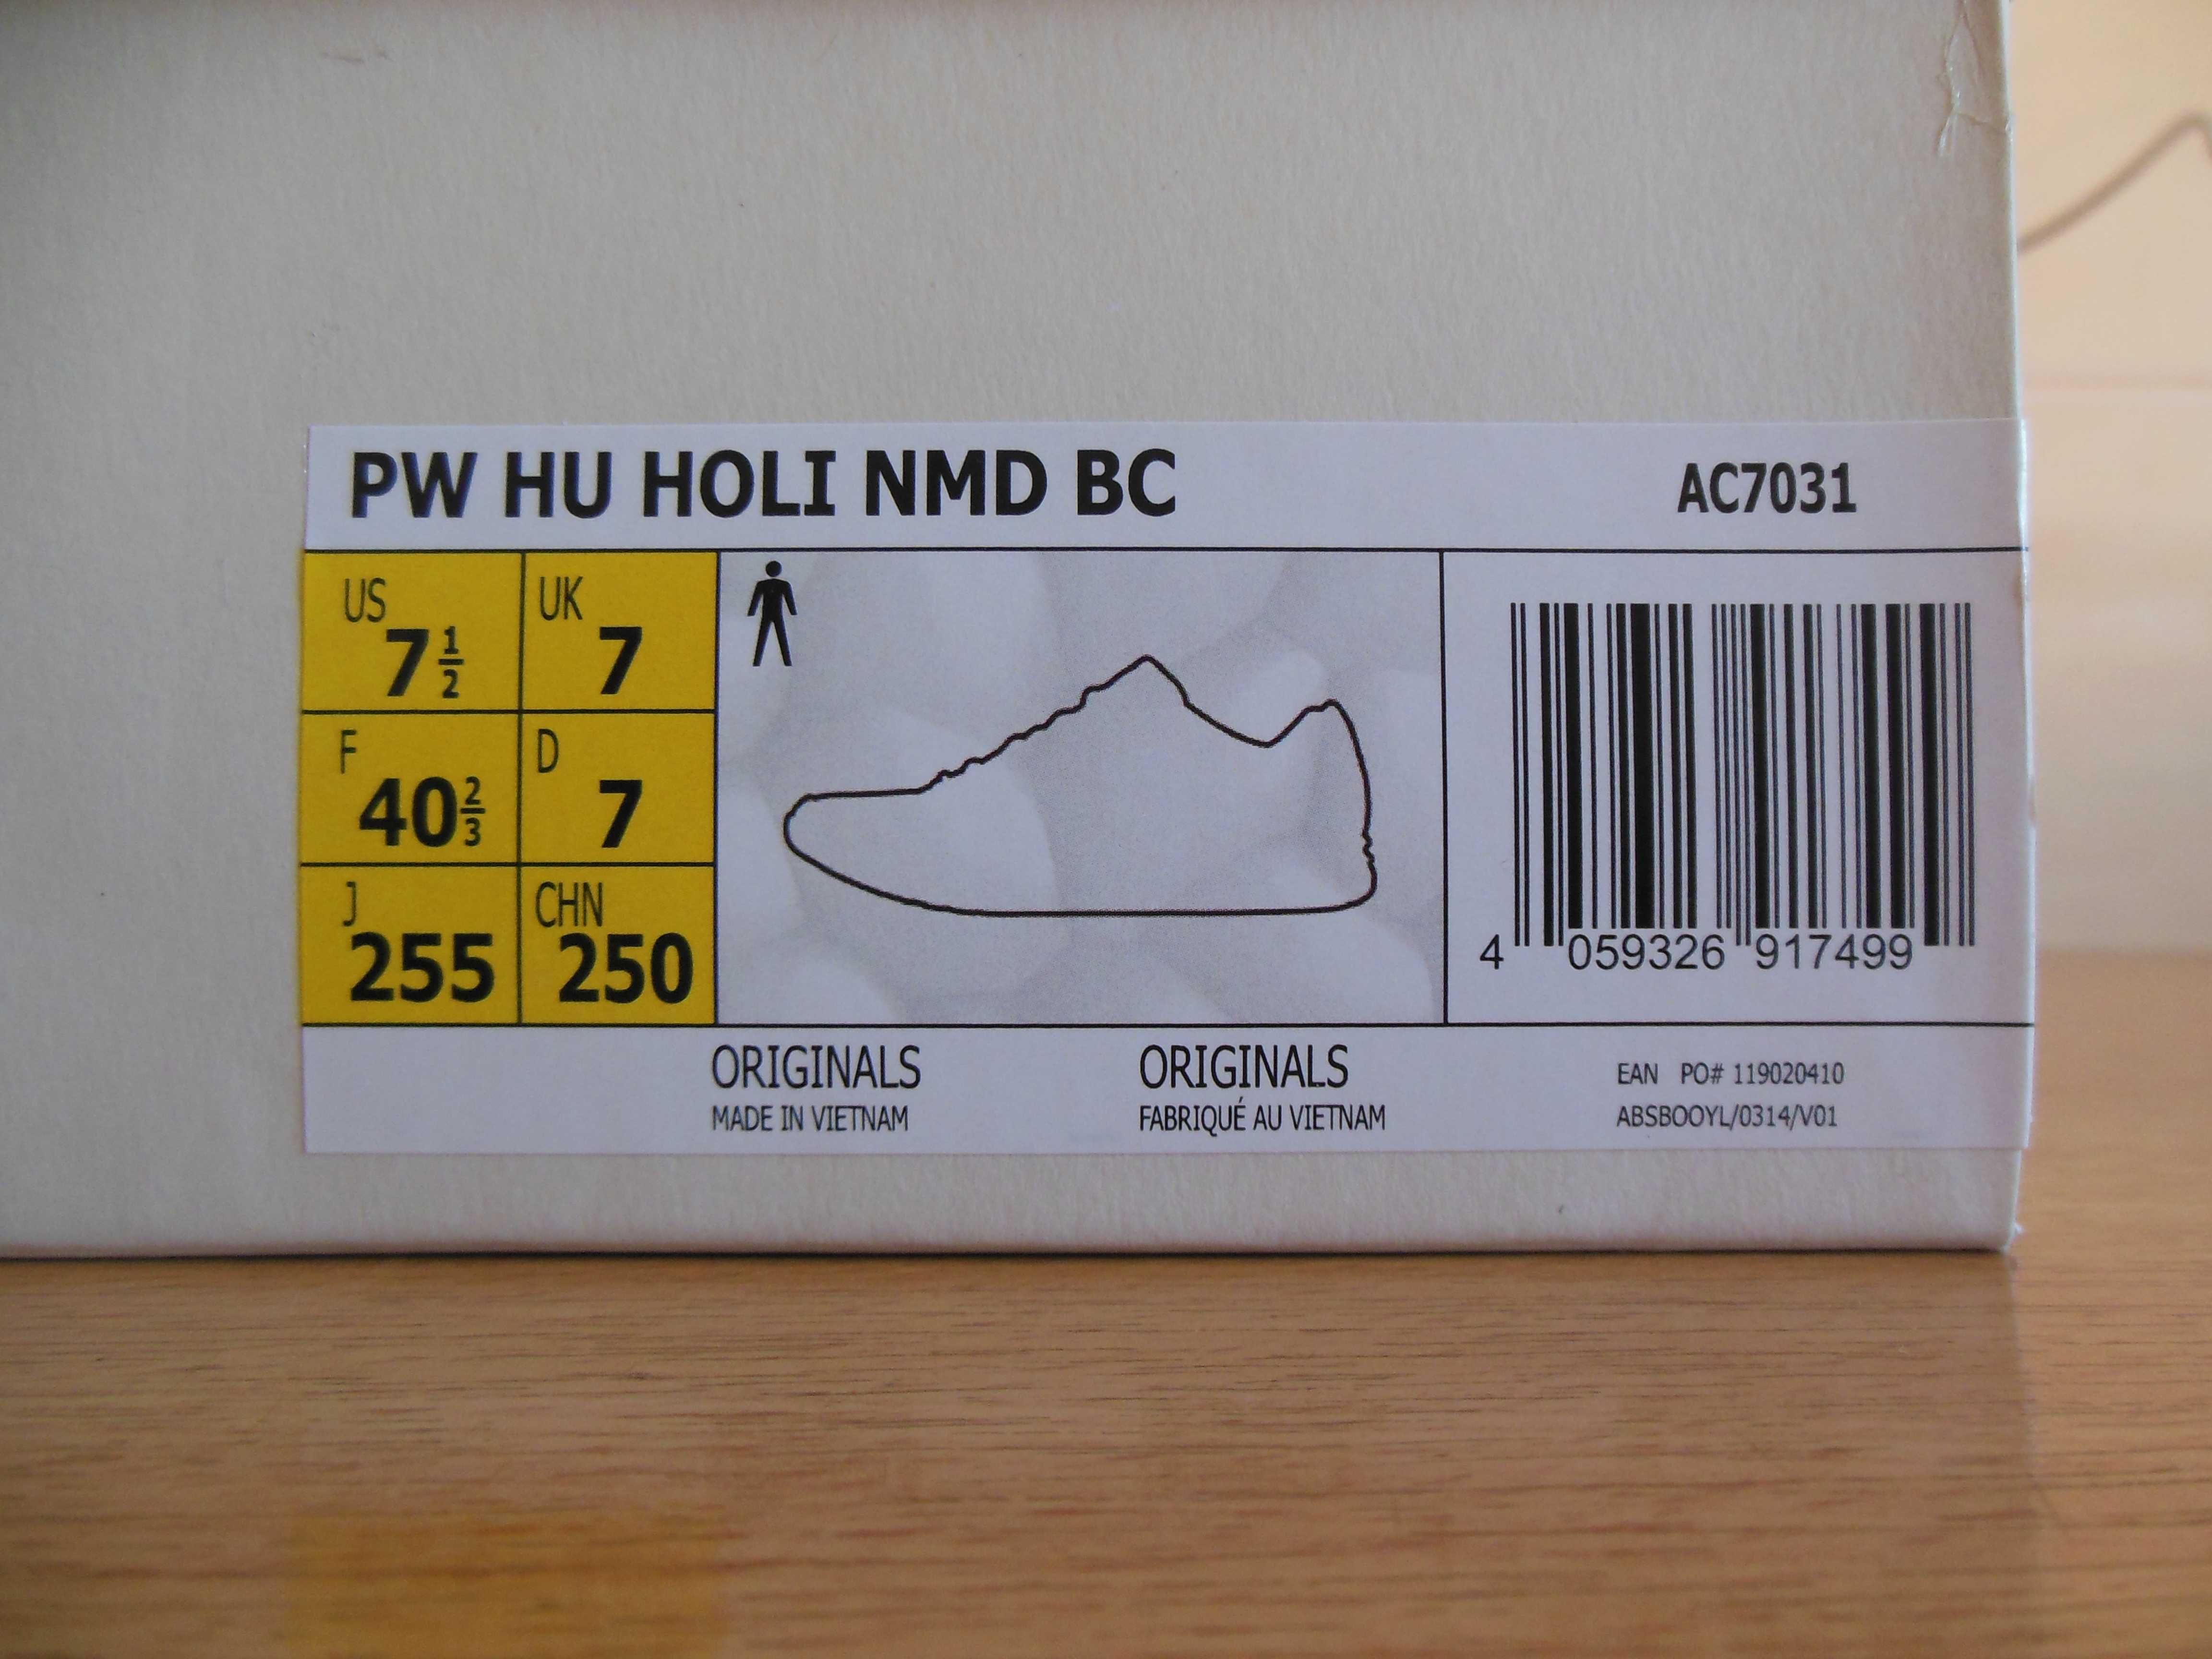 PW HU HOLI NMD BC AC7031
US 7 1/2 UK 7
F 40 2/3 D 7
J 255 CHN 250
4 059326 917499
ORIGINALS ORIGINALS EAN PO# 119020410
MADE IN VIETNAM FABRIQUÉ AU VIETNAM ABSBOOYL/0314/V01